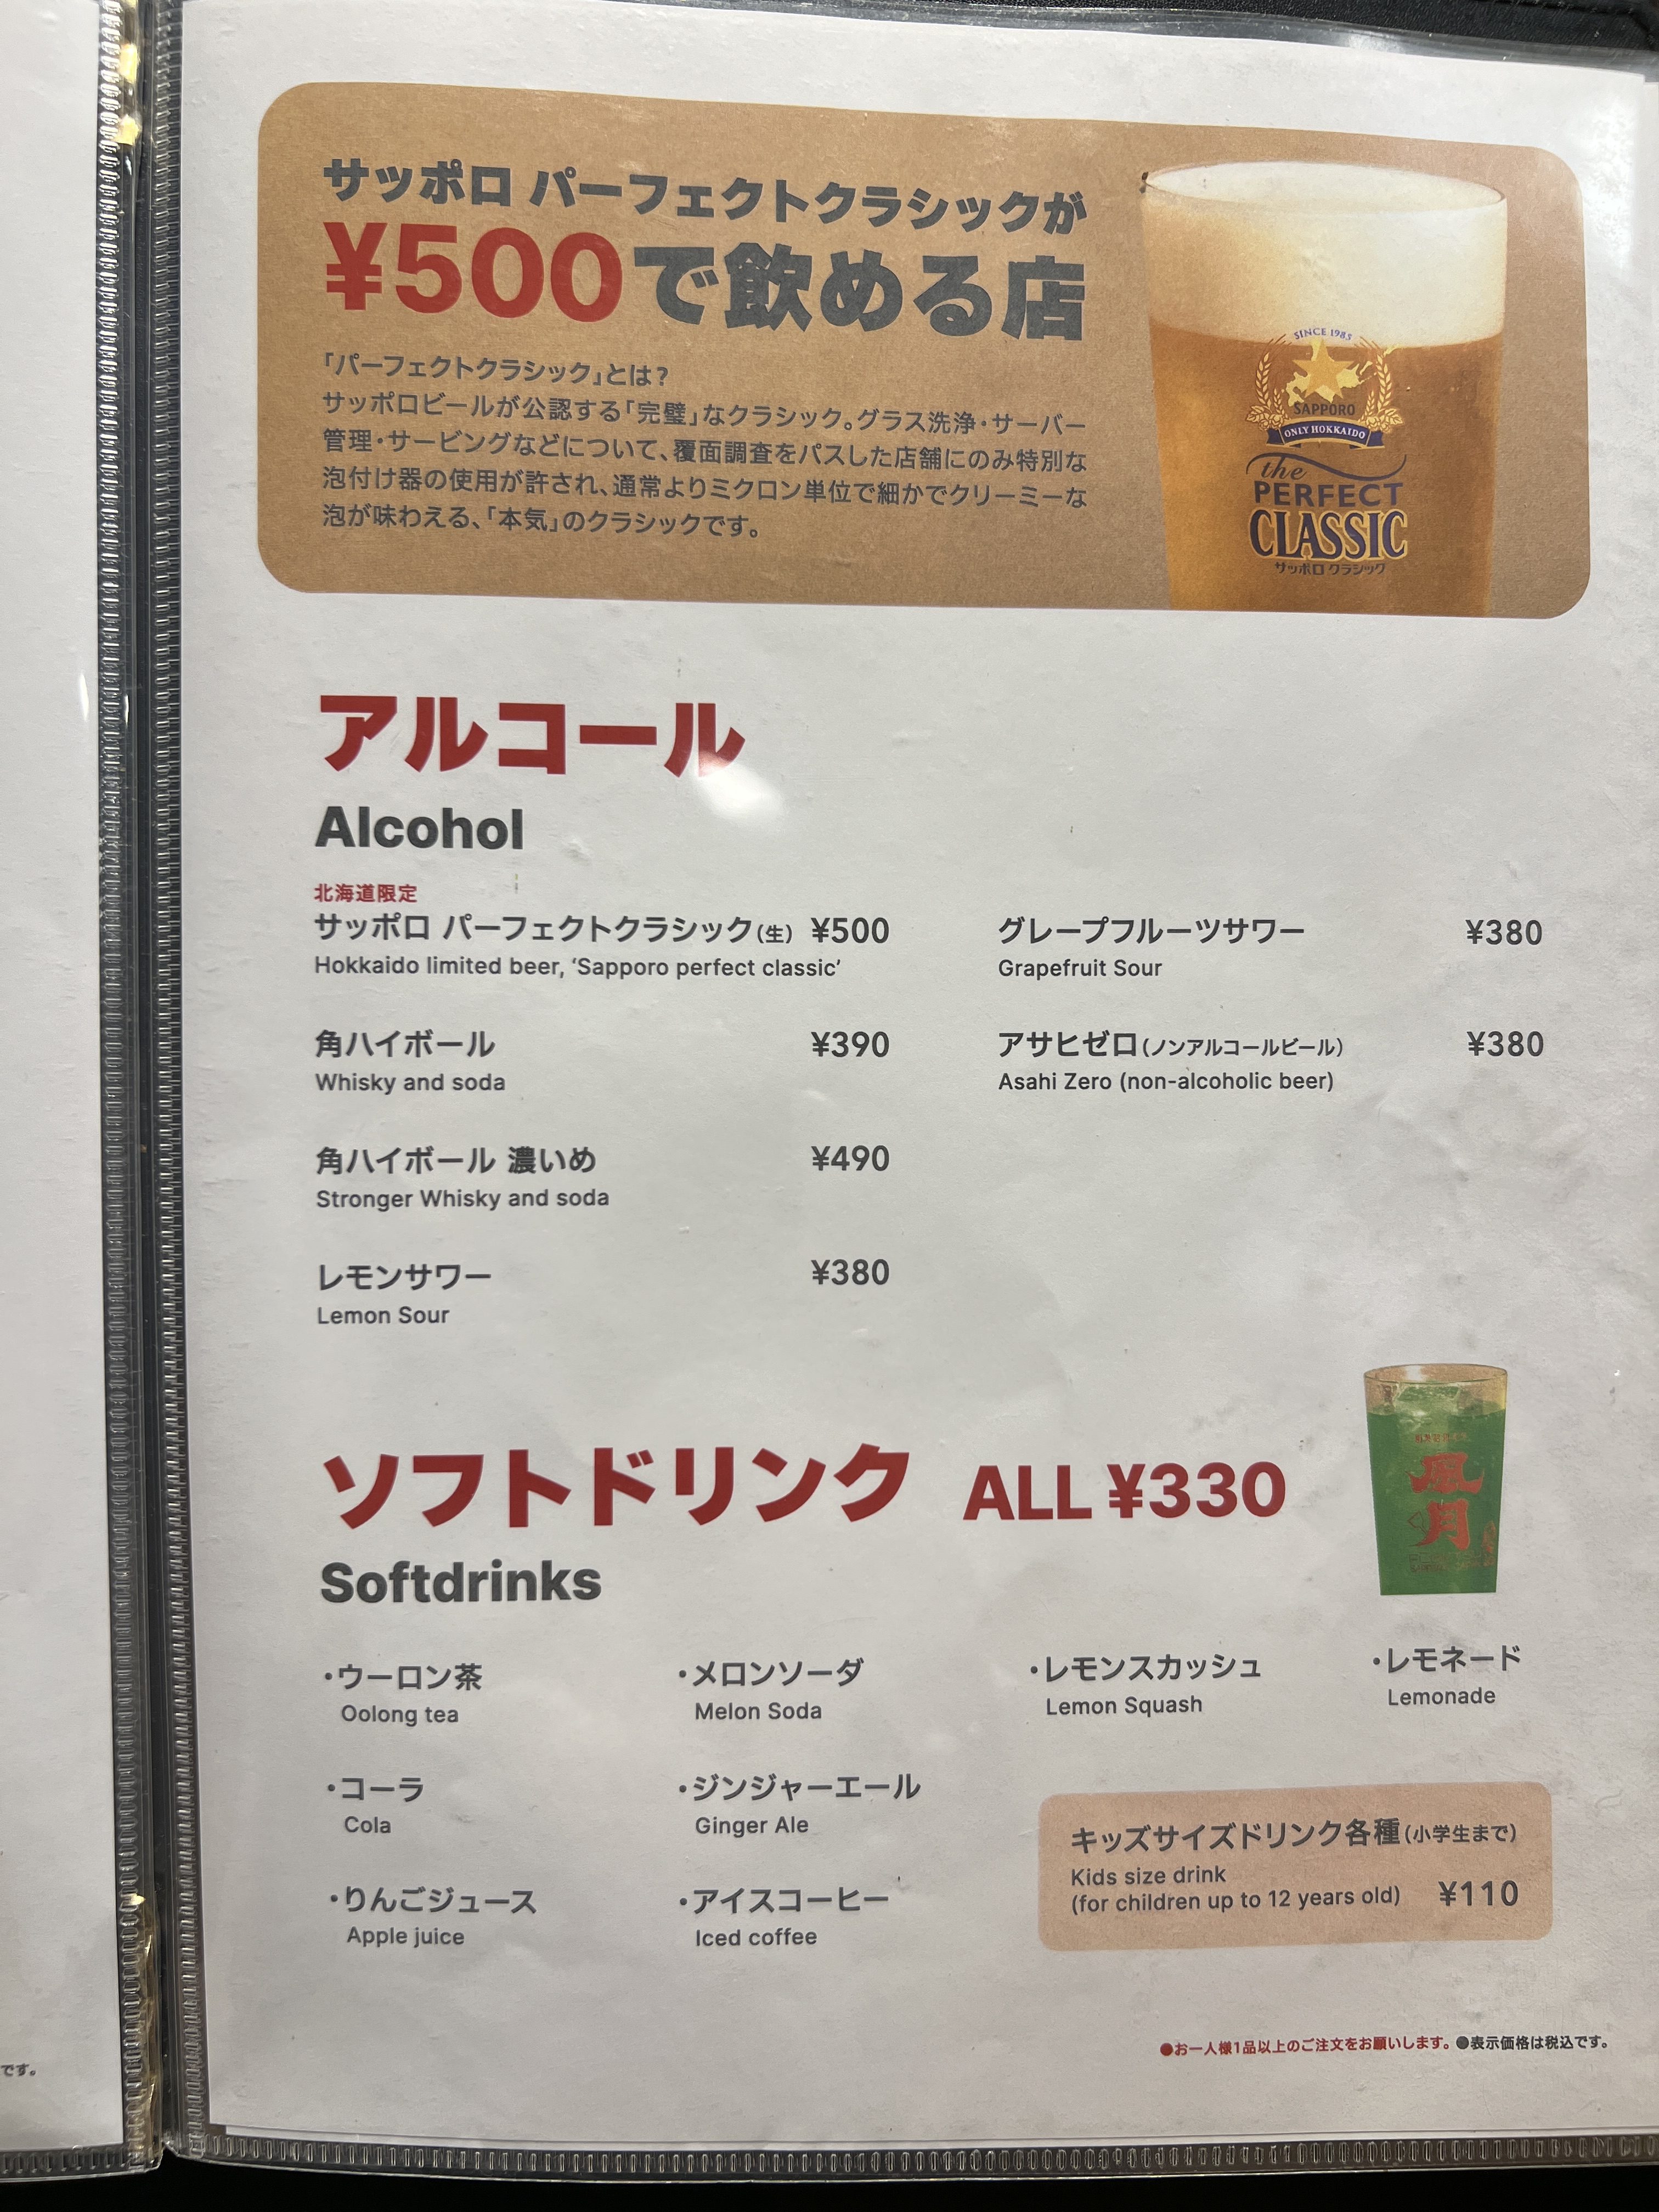 サッポロ パーフェクトクラシックが
¥500で飲める店
「パーフェクトクラシック」とは?
サッポロビールが公認する「完璧」なクラシック。グラス洗浄・サーバー
管理・サービングなどについて、覆面調査をパスした店舗にのみ特別な
泡付け器の使用が許され、通常よりミクロン単位で細かでクリーミーな
泡が味わえる、「本気」のクラシックです。
SINCE 1985
SAPPORO
ONLY HOKKAIDO
the
PERFECT
CLASSIC
サッポロ クラシック
アルコール
Alcohol
北海道限定
サッポロ パーフェクトクラシック(生) ¥500
Hokkaido limited beer, ‘Sapporo perfect classic’
角ハイボール ¥390
Whisky and soda
角ハイボール 濃いめ ¥490
Stronger Whisky and soda
レモンサワー ¥380
Lemon Sour
グレープフルーツサワー ¥380
Grapefruit Sour
アサヒゼロ(ノンアルコールビール) ¥380
Asahi Zero (non-alcoholic beer)
ソフトドリンク ALL ¥330
Softdrinks
風月
・ウーロン茶
Oolong tea
・コーラ
Cola
・りんごジュース
Apple juice
・メロンソーダ
Melon Soda
・ジンジャーエール
Ginger Ale
・アイスコーヒー
Iced coffee
・レモンスカッシュ
Lemon Squash
・レモネード
Lemonade
キッズサイズドリンク各種(小学生まで)
Kids size drink
(for children up to 12 years old) ¥110
●お一人様1品以上のご注文をお願いします。●表示価格は税込です。
です。